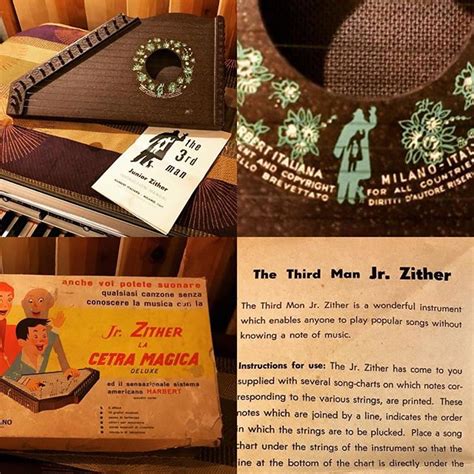 the
3rd
man
Junior Zither
RBERT ITALIANA
MILANO-ITA
ENT AND COPYRIGHT
FOR ALL COUNTR
ELLO BREVETTATO
DIRITTI D'AUTORE RISER
anche voi potete suonare
qualsiasi canzone senza
conoscere la musica con la
Jr. ZITHER
LA
CETRA MAGICA
DELUXE
ed il sensazionale sistema
americano HARBERT
ANO
The Third Man Jr. Zither
The Third Mon Jr. Zither is a wonderful instrument
which enables anyone to play popular songs without
knowing a note of music.
Instructions for use: The Jr. Zither has come to you
supplied with several song-charts on which notes cor-
responding to the various strings, are printed. These
notes which are joined by a line, indicates the order
in which the strings are to be plucked. Place a song
chart under the strings of the instrument so that the
line at the bottom of the chart is directly under the